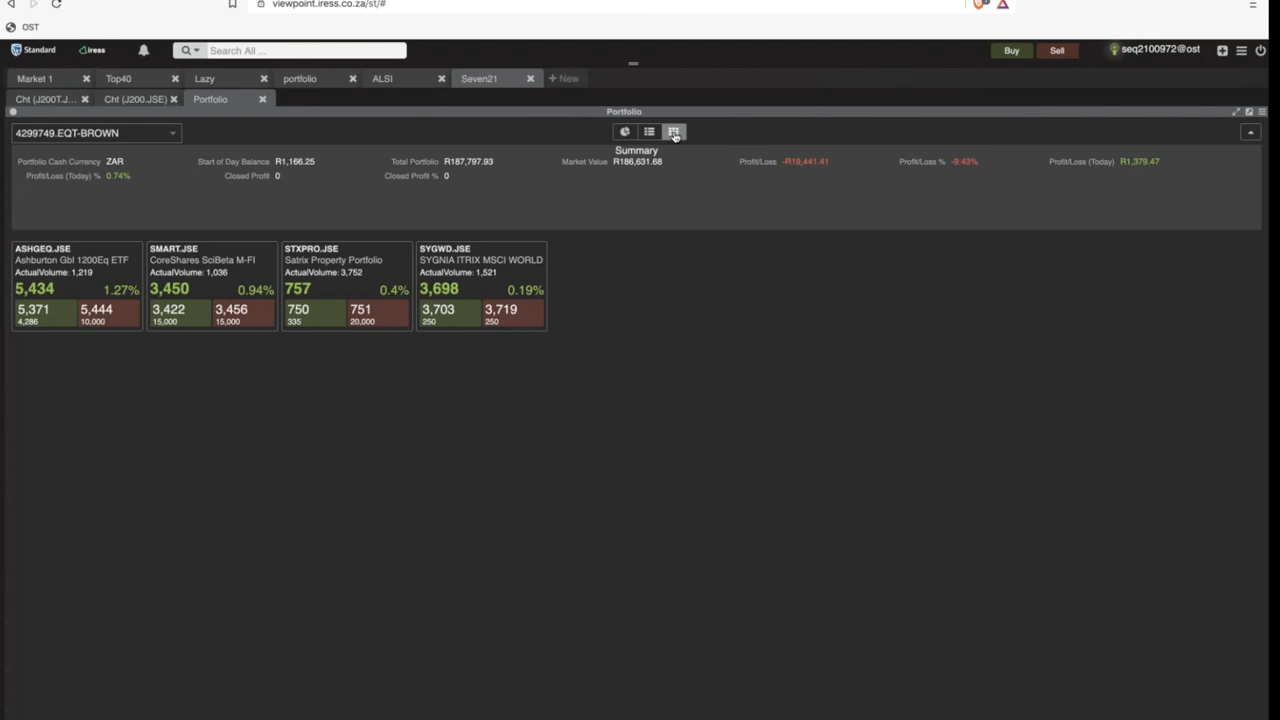 viewpoint.iress.co.za/st/#
OST
Standard iress Search All ... Buy Sell seq2100972@ost
Market 1 Top40 Lazy portfolio ALSI Seven21 + New
Cht (J200T.J... Cht (J200.JSE) Portfolio
Portfolio
4299749.EQT-BROWN
Summary
Portfolio Cash Currency ZAR Start of Day Balance R1,166.25 Total Portfolio R187,797.93 Market Value R186,631.68 Profit/Loss -R19,441.41 Profit/Loss % -9.43% Profit/Loss (Today) R1,379.47
Profit/Loss (Today) % 0.74% Closed Profit 0 Closed Profit % 0
ASHGEQ.JSE SMART.JSE STXPRO.JSE SYGWD.JSE
Ashburton Gbl 1200Eq ETF CoreShares SciBeta M-FI Satrix Property Portfolio SYGNIA ITRIX MSCI WORLD
ActualVolume: 1,219 ActualVolume: 1,036 ActualVolume: 3,752 ActualVolume: 1,521
5,434 1.27% 3,450 0.94% 757 0.4% 3,698 0.19%
5,371 5,444 3,422 3,456 750 751 3,703 3,719
4,286 10,000 15,000 15,000 335 20,000 250 250